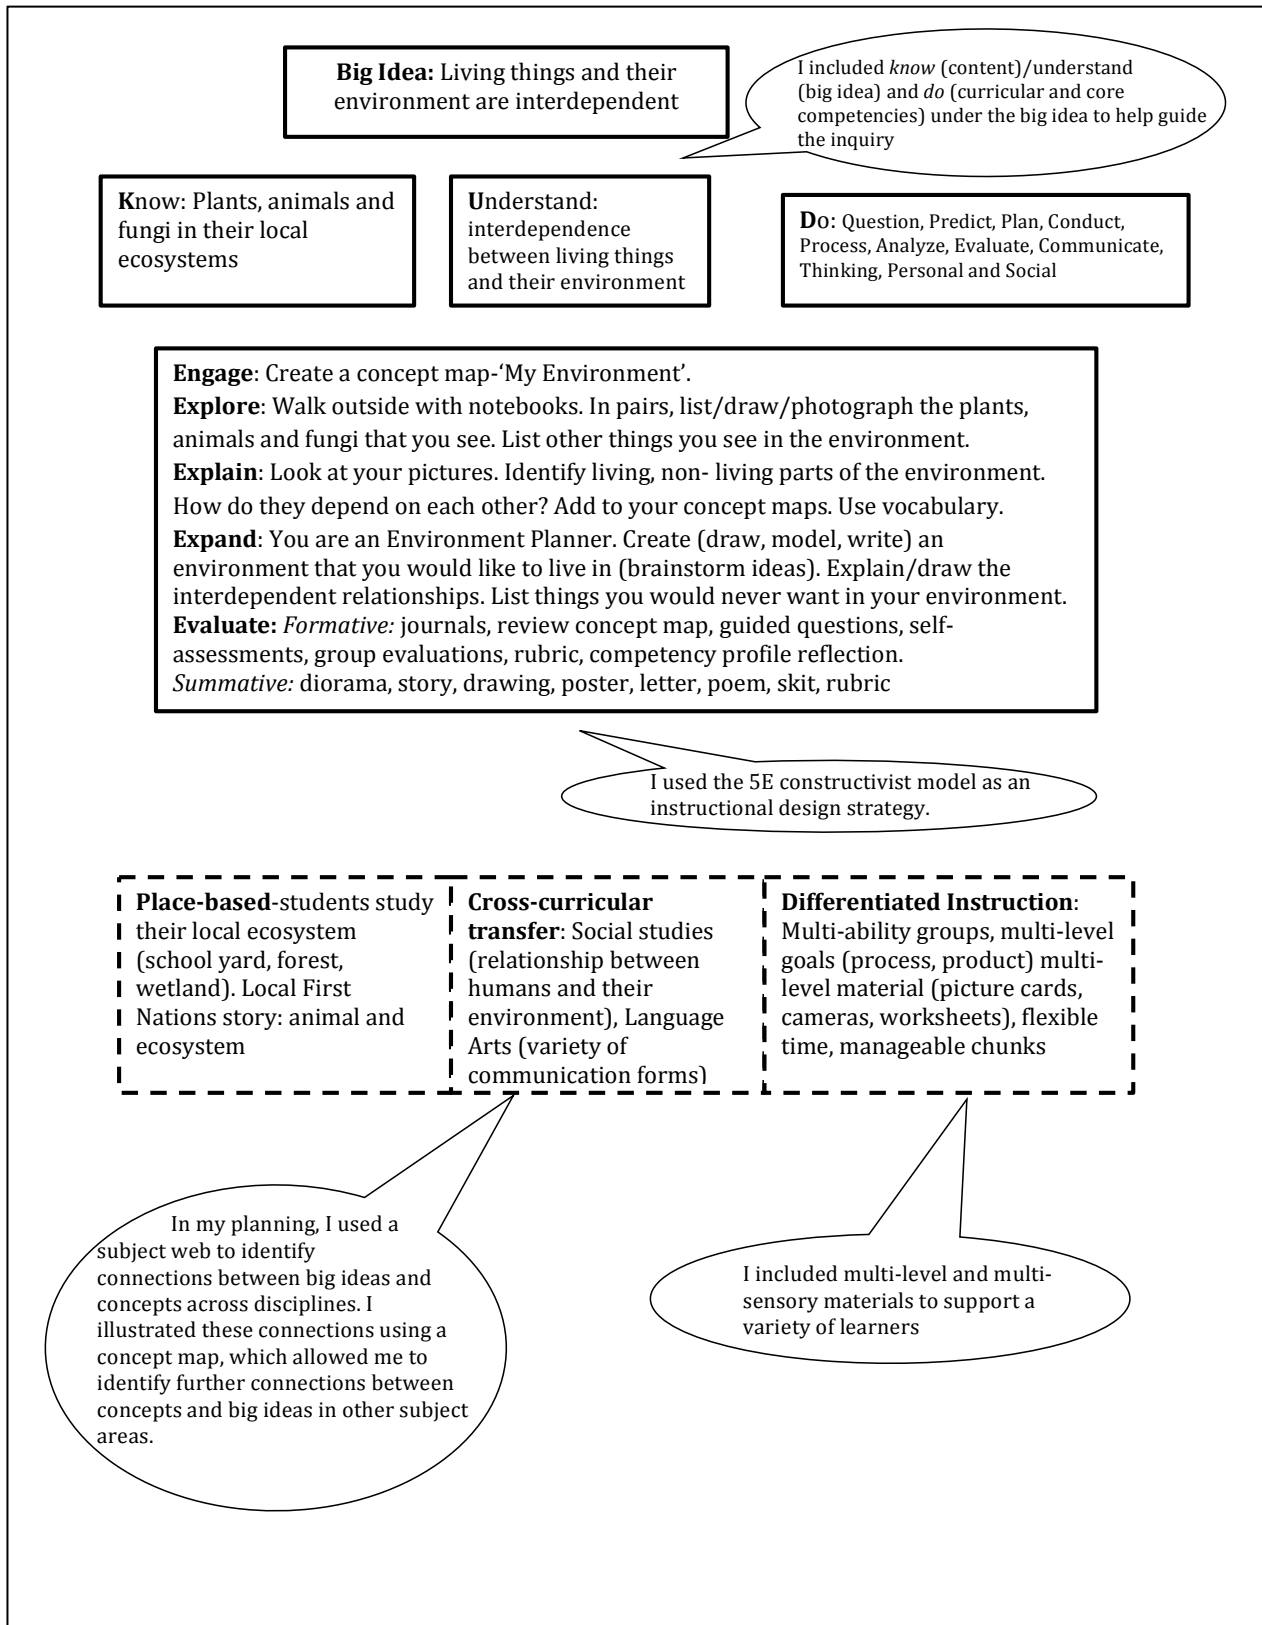 Big Idea: Living things and their
environment are interdependent
I included know (content)/understand
(big idea) and do (curricular and core
competencies) under the big idea to help guide
the inquiry
Know: Plants, animals and
fungi in their local
ecosystems
Understand:
interdependence
between living things
and their environment
Do: Question, Predict, Plan, Conduct,
Process, Analyze, Evaluate, Communicate,
Thinking, Personal and Social
Engage: Create a concept map-‘My Environment’.
Explore: Walk outside with notebooks. In pairs, list/draw/photograph the plants,
animals and fungi that you see. List other things you see in the environment.
Explain: Look at your pictures. Identify living, non- living parts of the environment.
How do they depend on each other? Add to your concept maps. Use vocabulary.
Expand: You are an Environment Planner. Create (draw, model, write) an
environment that you would like to live in (brainstorm ideas). Explain/draw the
interdependent relationships. List things you would never want in your environment.
Evaluate: Formative: journals, review concept map, guided questions, self-
assessments, group evaluations, rubric, competency profile reflection.
Summative: diorama, story, drawing, poster, letter, poem, skit, rubric
I used the 5E constructivist model as an
instructional design strategy.
Place-based-students study
their local ecosystem
(school yard, forest,
wetland). Local First
Nations story: animal and
ecosystem
Cross-curricular
transfer: Social studies
(relationship between
humans and their
environment), Language
Arts (variety of
communication forms)
Differentiated Instruction:
Multi-ability groups, multi-level
goals (process, product) multi-
level material (picture cards,
cameras, worksheets), flexible
time, manageable chunks
In my planning, I used a
subject web to identify
connections between big ideas and
concepts across disciplines. I
illustrated these connections using a
concept map, which allowed me to
identify further connections between
concepts and big ideas in other subject
areas.
I included multi-level and multi-
sensory materials to support a
variety of learners